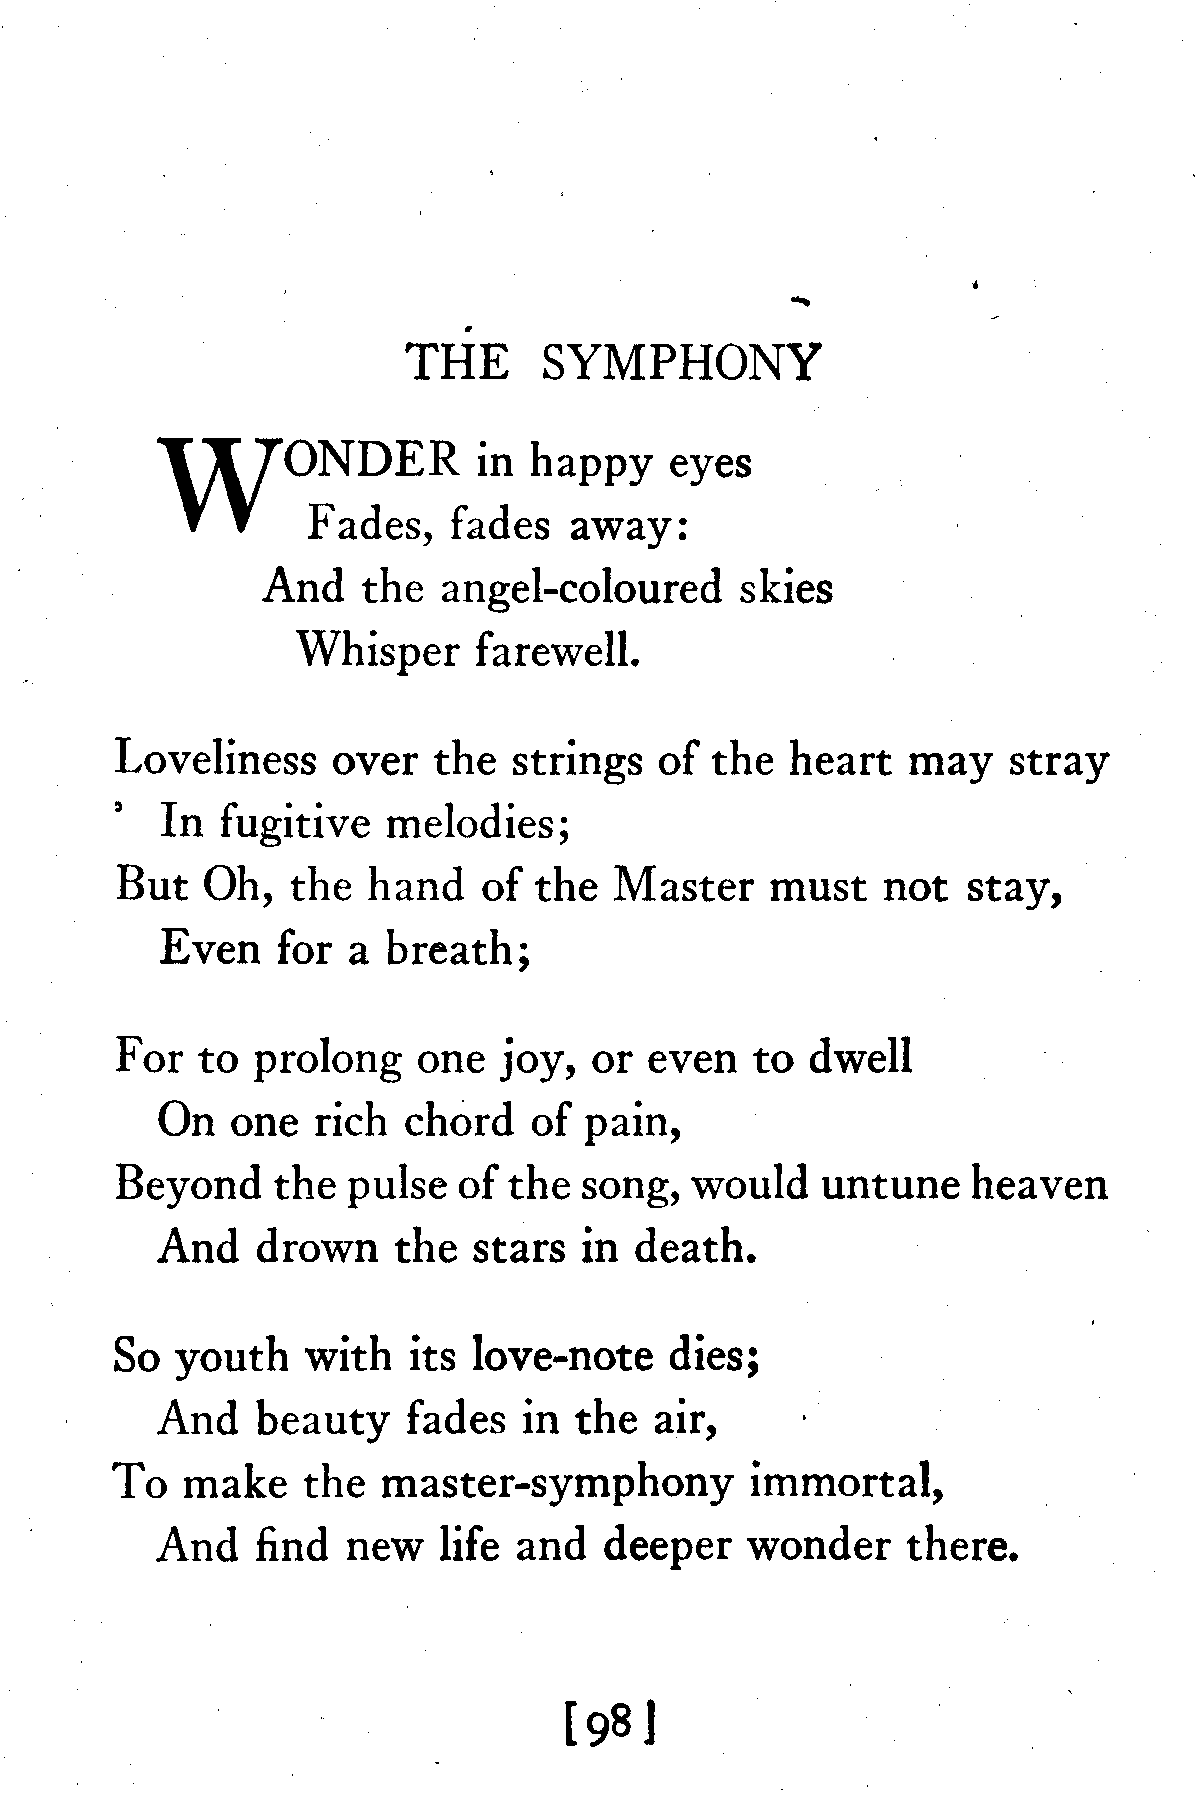 THE SYMPHONY
WONDER in happy eyes
Fades, fades away:
And the angel-coloured skies
Whisper farewell.
Loveliness over the strings of the heart may stray
In fugitive melodies;
But Oh, the hand of the Master must not stay,
Even for a breath;
For to prolong one joy, or even to dwell
On one rich chord of pain,
Beyond the pulse of the song, would untune heaven
And drown the stars in death.
So youth with its love-note dies;
And beauty fades in the air,
To make the master-symphony immortal,
And find new life and deeper wonder there.
[98]